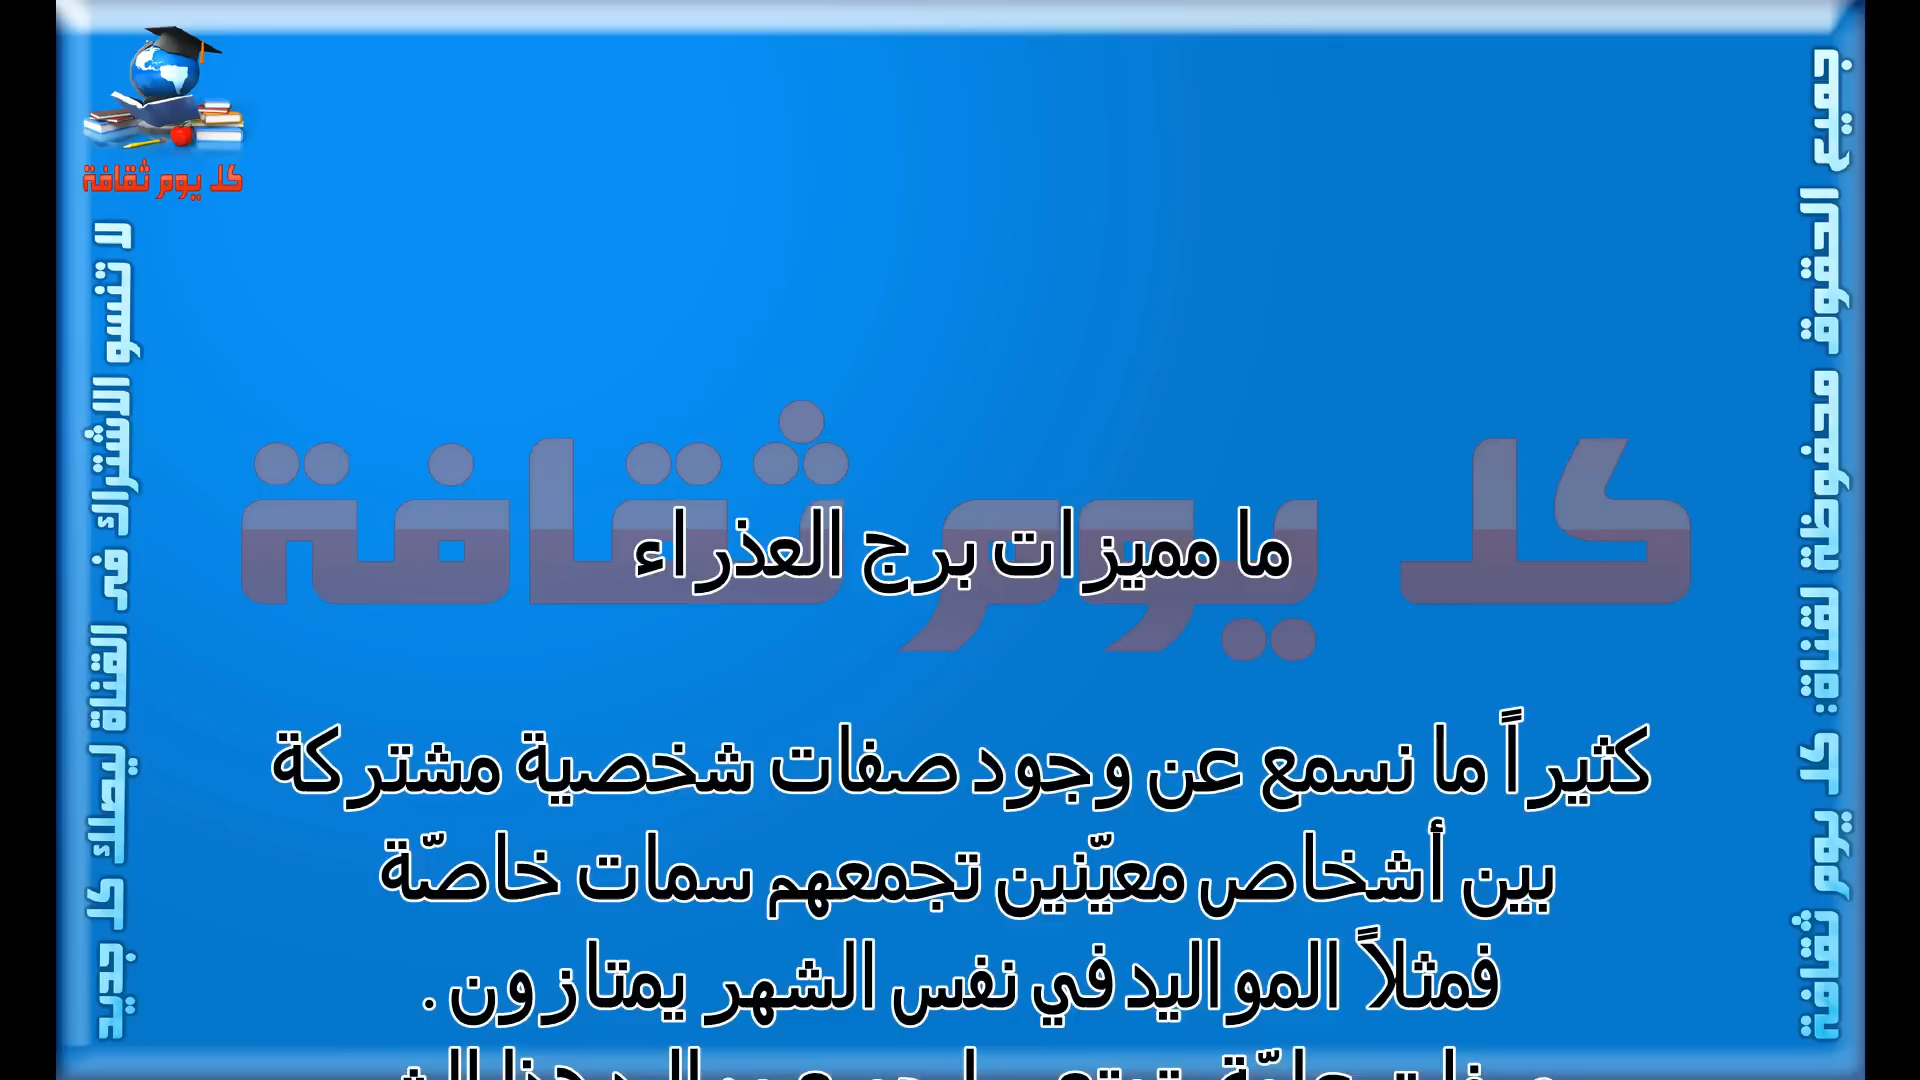 كل يوم ثقافة
لا تنسو الاشتراك في القناة ليصلك كل جديد
جميع الحقوق محفوظة لقناة: كل يوم ثقافة
كل يوم ثقافة
ما مميزات برج العذراء
كثيراً ما نسمع عن وجود صفات شخصية مشتركة
بين أشخاص معيّنين تجمعهم سمات خاصّة
فمثلاً المواليد في نفس الشهر يمتازون.